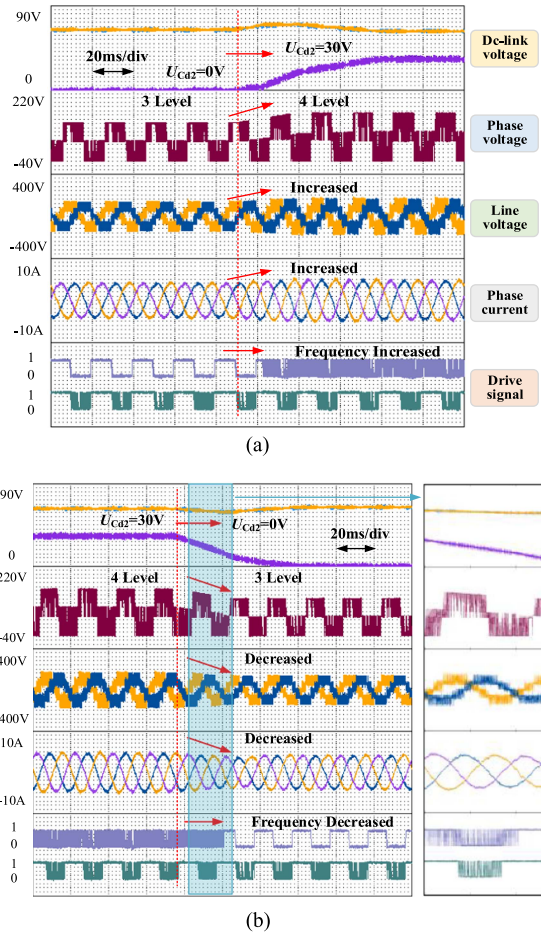 90V
20ms/div
U_Cd2=30V
U_Cd2=0V
0
3 Level
4 Level
220V
-40V
400V
Increased
-400V
10A
Increased
-10A
Frequency Increased
1
0
1
0
Dc-link
voltage
Phase
voltage
Line
voltage
Phase
current
Drive
signal
(a)
90V
U_Cd2=30V
U_Cd2=0V
20ms/div
0
220V
4 Level
3 Level
-40V
400V
Decreased
400V
10A
Decreased
-10A
Frequency Decreased
1
0
1
0
(b)